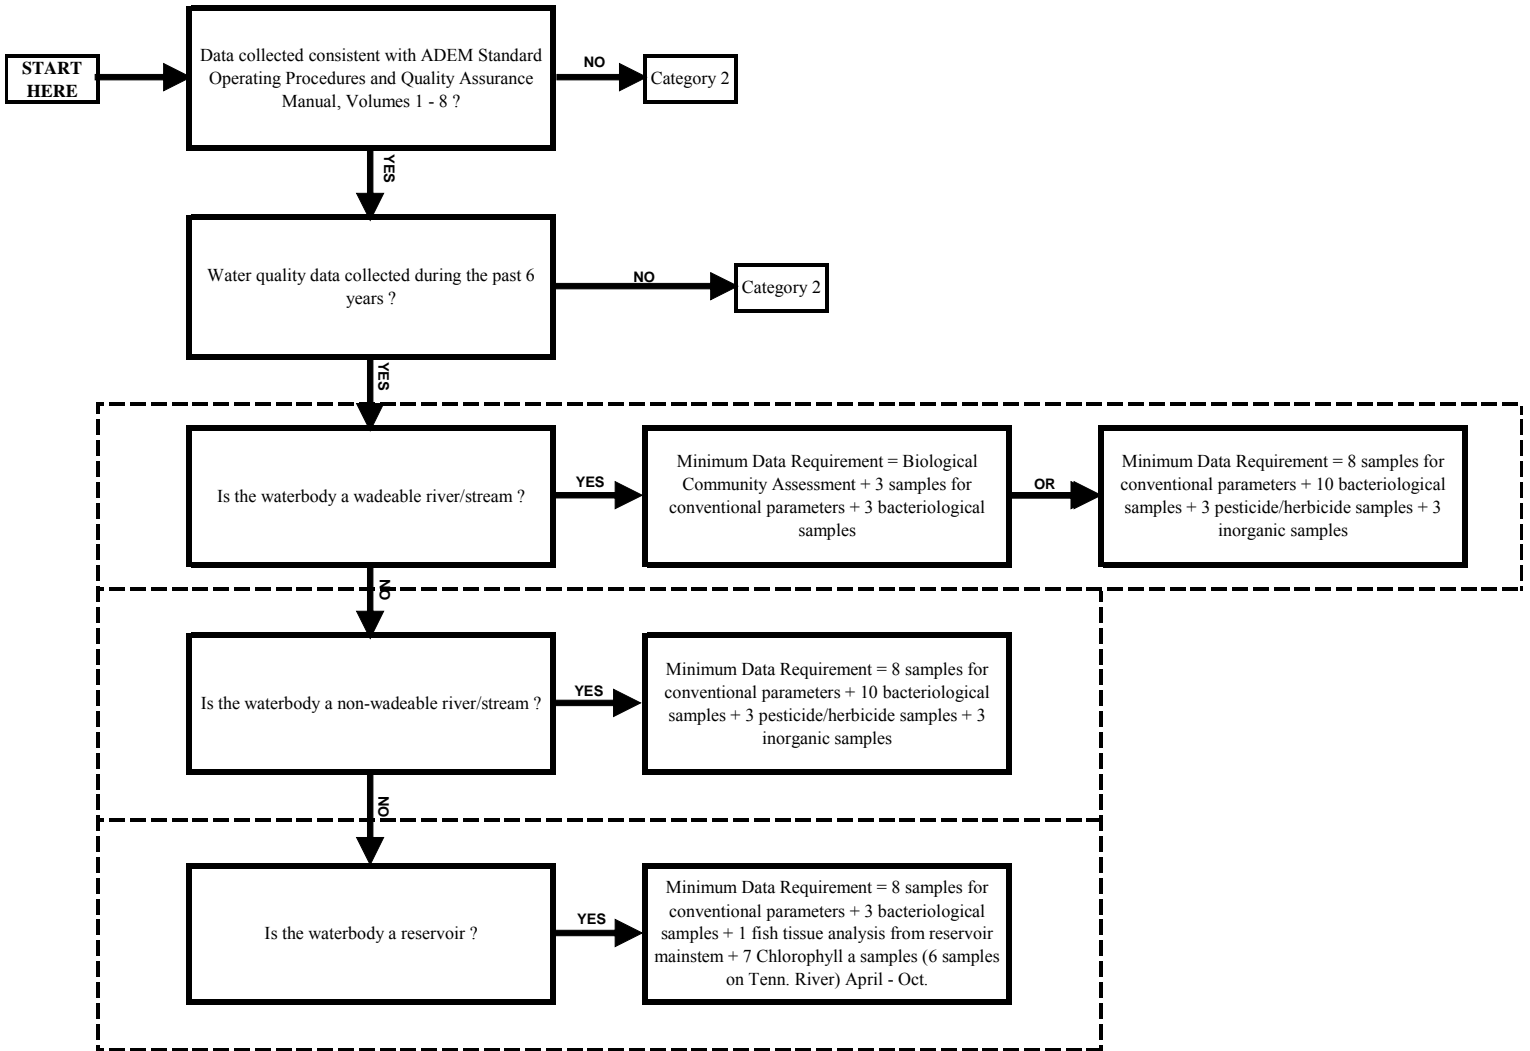 START
HERE
Data collected consistent with ADEM Standard
Operating Procedures and Quality Assurance
Manual, Volumes 1 - 8 ?
NO
Category 2
YES
Water quality data collected during the past 6
years ?
NO
Category 2
YES
Is the waterbody a wadeable river/stream ?
YES
Minimum Data Requirement = Biological
Community Assessment + 3 samples for
conventional parameters + 3 bacteriological
samples
OR
Minimum Data Requirement = 8 samples for
conventional parameters + 10 bacteriological
samples + 3 pesticide/herbicide samples + 3
inorganic samples
NO
Is the waterbody a non-wadeable river/stream ?
YES
Minimum Data Requirement = 8 samples for
conventional parameters + 10 bacteriological
samples + 3 pesticide/herbicide samples + 3
inorganic samples
NO
Is the waterbody a reservoir ?
YES
Minimum Data Requirement = 8 samples for
conventional parameters + 3 bacteriological
samples + 1 fish tissue analysis from reservoir
mainstem + 7 Chlorophyll a samples (6 samples
on Tenn. River) April - Oct.